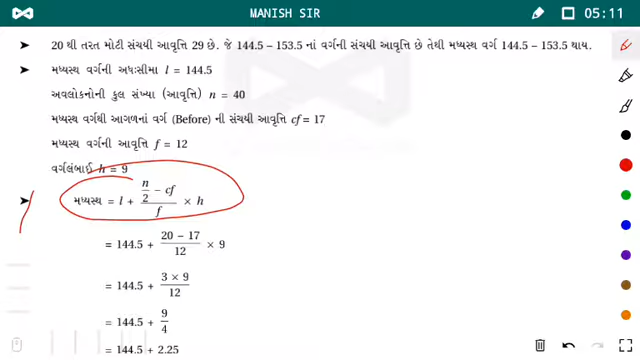 MANISH SIR
05:11
➤ 20 થી તરત મોટી સંચયી આવૃત્તિ 29 છે. જે 144.5 – 153.5 નાં વર્ગની સંચયી આવૃત્તિ છે તેથી મધ્યસ્થ વર્ગ 144.5 – 153.5 થાય.
➤ મધ્યસ્થ વર્ગની અધઃસીમા l = 144.5
અવલોકનોની કુલ સંખ્યા (આવૃત્તિ) n = 40
મધ્યસ્થ વર્ગથી આગળનાં વર્ગ (Before) ની સંચયી આવૃત્તિ cf = 17
મધ્યસ્થ વર્ગની આવૃત્તિ f = 12
વર્ગલંબાઈ h = 9
➤ મધ્યસ્થ = l + (n/2 – cf)/f × h
= 144.5 + (20 – 17)/12 × 9
= 144.5 + (3 × 9)/12
= 144.5 + 9/4
= 144.5 + 2.25